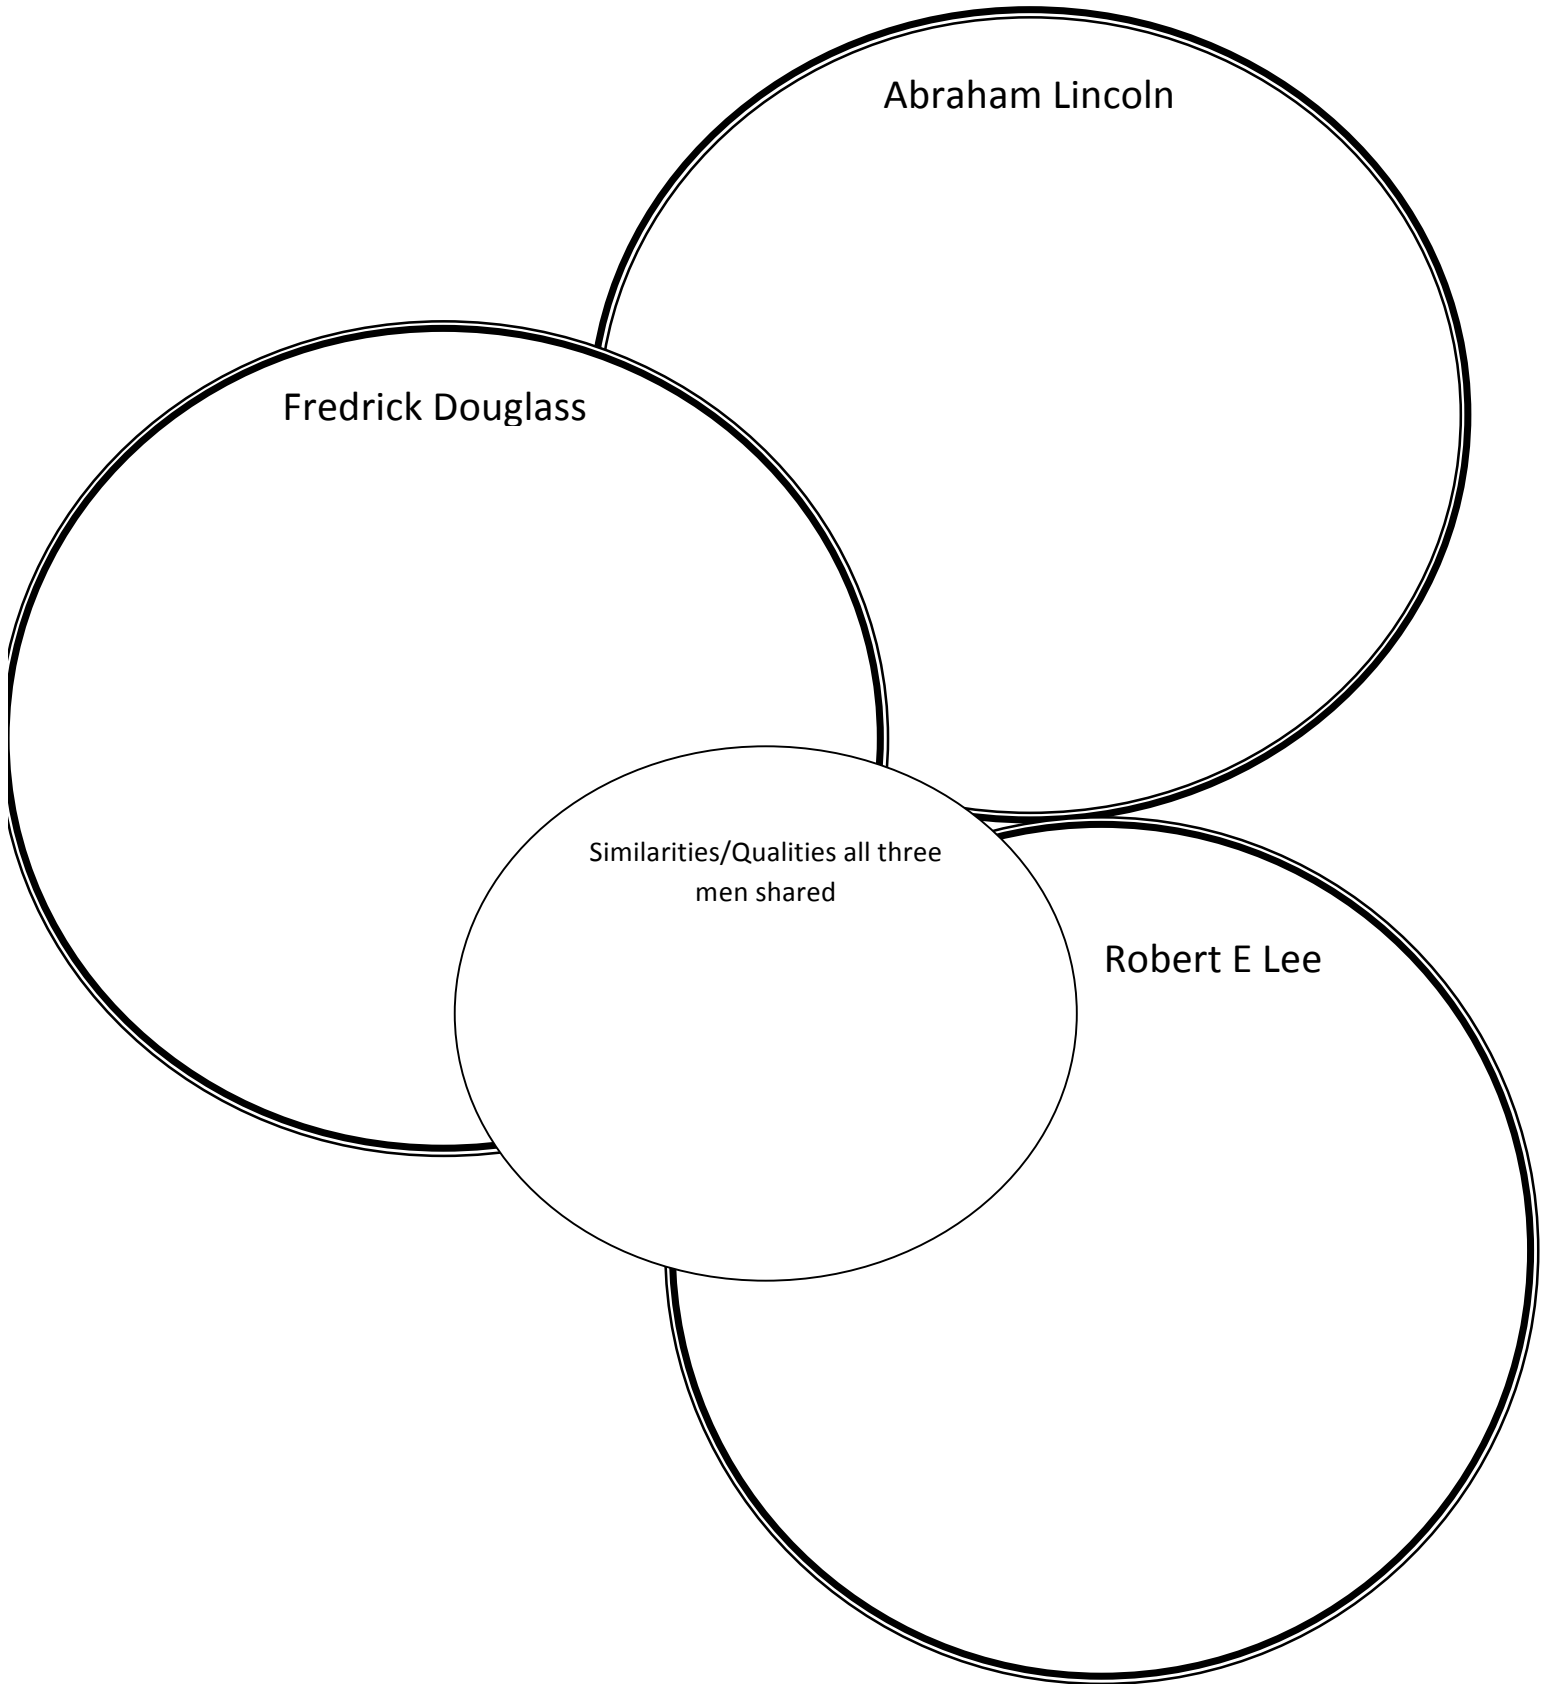 Abraham Lincoln
Fredrick Douglass
Similarities/Qualities all three
men shared
Robert E Lee